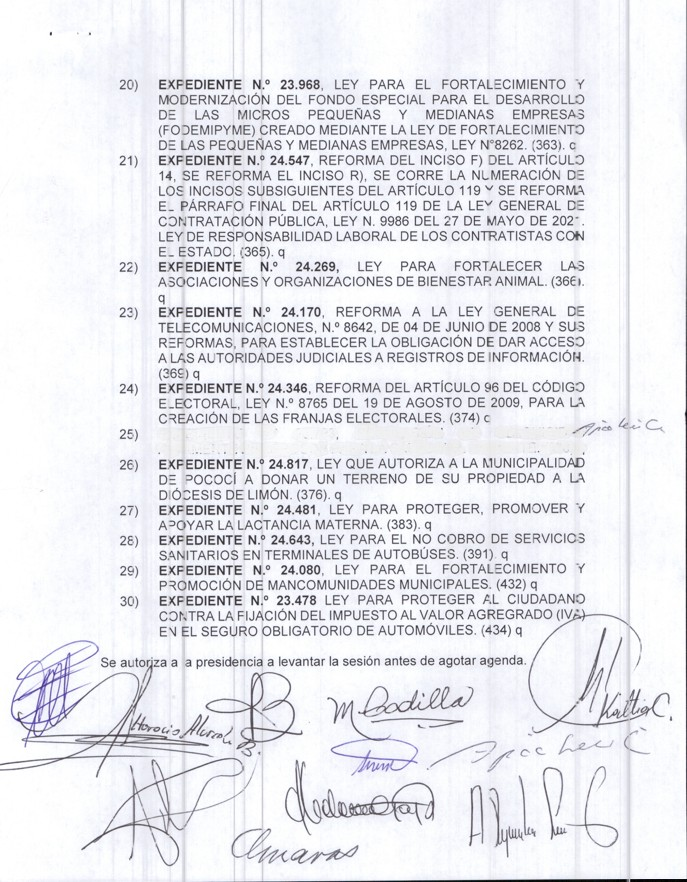 20) EXPEDIENTE N.º 23.968, LEY PARA EL FORTALECIMIENTO Y
MODERNIZACIÓN DEL FONDO ESPECIAL PARA EL DESARROLLO
DE LAS MICROS PEQUEÑAS Y MEDIANAS EMPRESAS
(FODEMIPYME) CREADO MEDIANTE LA LEY DE FORTALECIMIENTO
DE LAS PEQUEÑAS Y MEDIANAS EMPRESAS, LEY N°8262. (363). q
21) EXPEDIENTE N.º 24.547, REFORMA DEL INCISO F) DEL ARTÍCULO
14, SE REFORMA EL INCISO R), SE CORRE LA NUMERACIÓN DE
LOS INCISOS SUBSIGUIENTES DEL ARTÍCULO 119 Y SE REFORMA
EL PÁRRAFO FINAL DEL ARTÍCULO 119 DE LA LEY GENERAL DE
CONTRATACIÓN PÚBLICA, LEY N. 9986 DEL 27 DE MAYO DE 2021.
LEY DE RESPONSABILIDAD LABORAL DE LOS CONTRATISTAS CON
EL ESTADO. (365). q
22) EXPEDIENTE N.º 24.269, LEY PARA FORTALECER LAS
ASOCIACIONES Y ORGANIZACIONES DE BIENESTAR ANIMAL. (366).
q
23) EXPEDIENTE N.º 24.170, REFORMA A LA LEY GENERAL DE
TELECOMUNICACIONES, N.º 8642, DE 04 DE JUNIO DE 2008 Y SUS
REFORMAS, PARA ESTABLECER LA OBLIGACIÓN DE DAR ACCESO
A LAS AUTORIDADES JUDICIALES A REGISTROS DE INFORMACIÓN.
(369) q
24) EXPEDIENTE N.º 24.346, REFORMA DEL ARTÍCULO 96 DEL CÓDIGO
ELECTORAL, LEY N.º 8765 DEL 19 DE AGOSTO DE 2009, PARA LA
CREACIÓN DE LAS FRANJAS ELECTORALES. (374) q
25)
26) EXPEDIENTE N.º 24.817, LEY QUE AUTORIZA A LA MUNICIPALIDAD
DE POCOCÍ A DONAR UN TERRENO DE SU PROPIEDAD A LA
DIÓCESIS DE LIMÓN. (376). q
27) EXPEDIENTE N.º 24.481, LEY PARA PROTEGER, PROMOVER Y
APOYAR LA LACTANCIA MATERNA. (383). q
28) EXPEDIENTE N.º 24.643, LEY PARA EL NO COBRO DE SERVICIOS
SANITARIOS EN TERMINALES DE AUTOBÚSES. (391). q
29) EXPEDIENTE N.º 24.080, LEY PARA EL FORTALECIMIENTO Y
PROMOCIÓN DE MANCOMUNIDADES MUNICIPALES. (432) q
30) EXPEDIENTE N.º 23.478 LEY PARA PROTEGER AL CIUDADANO
CONTRA LA FIJACIÓN DEL IMPUESTO AL VALOR AGREGRADO (IVA)
EN EL SEGURO OBLIGATORIO DE AUTOMÓVILES. (434) q
Se autoriza a la presidencia a levantar la sesión antes de agotar agenda.
Horacio